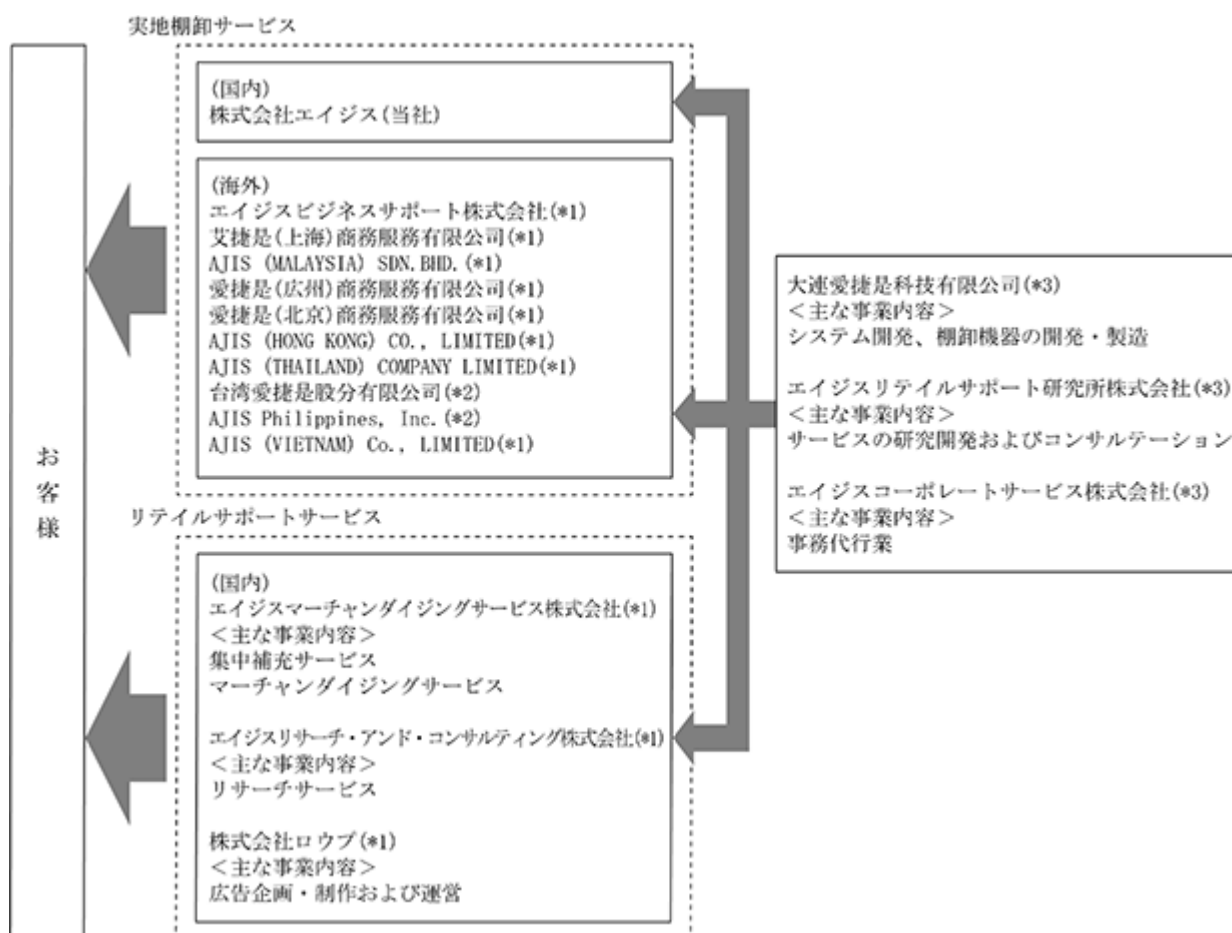 実地棚卸サービス
(国内)
株式会社エイジス(当社)
(海外)
エイジスビジネスサポート株式会社(*1)
艾捷是(上海)商務服務有限公司(*1)
AJIS (MALAYSIA) SDN.BHD.(*1)
愛捷是(広州)商務服務有限公司(*1)
愛捷是(北京)商務服務有限公司(*1)
AJIS (HONG KONG) CO., LIMITED(*1)
AJIS (THAILAND) COMPANY LIMITED(*1)
台湾愛捷是股分有限公司(*2)
AJIS Philippines, Inc.(*2)
AJIS (VIETNAM) Co., LIMITED(*1)
リテイルサポートサービス
(国内)
エイジスマーチャンダイジングサービス株式会社(*1)
<主な事業内容>
集中補充サービス
マーチャンダイジングサービス
エイジスリサーチ・アンド・コンサルティング株式会社(*1)
<主な事業内容>
リサーチサービス
株式会社ロウプ(*1)
<主な事業内容>
広告企画・制作および運営
大連愛捷是科技有限公司(*3)
<主な事業内容>
システム開発、棚卸機器の開発・製造
エイジスリテイルサポート研究所株式会社(*3)
<主な事業内容>
サービスの研究開発およびコンサルテーション
エイジスコーポレートサービス株式会社(*3)
<主な事業内容>
事務代行業
お客様